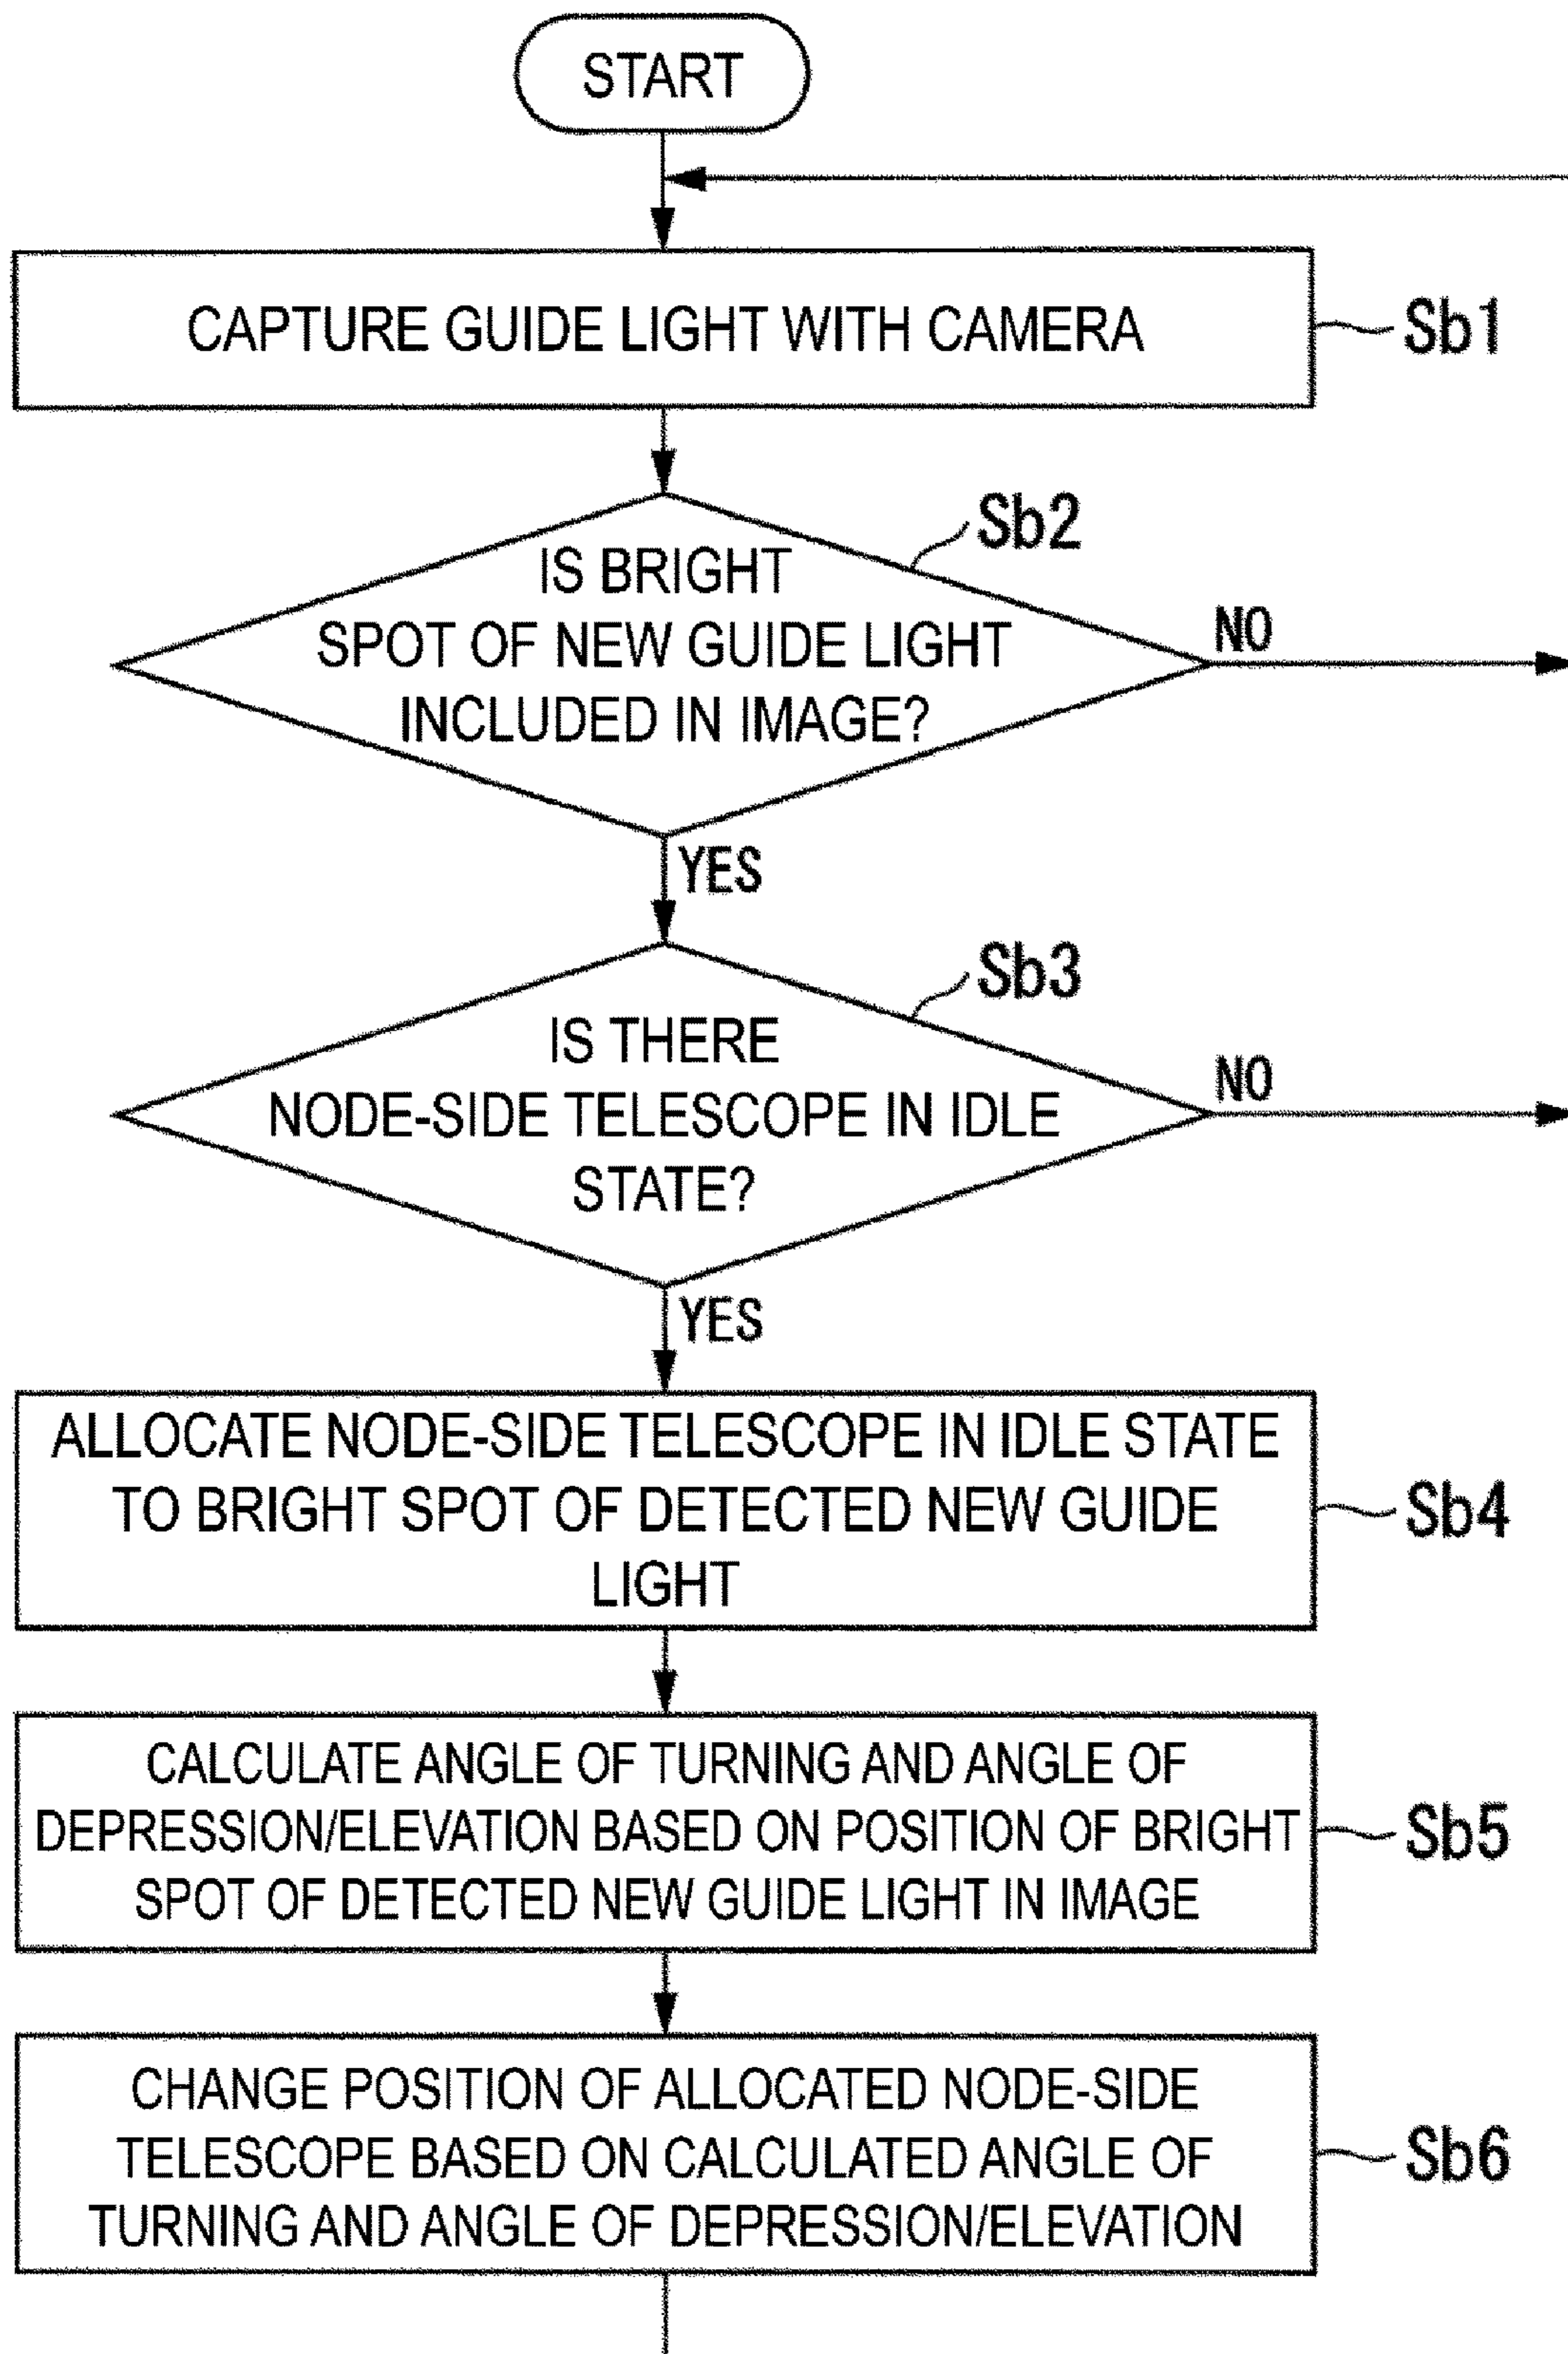 START
CAPTURE GUIDE LIGHT WITH CAMERA
Sb1
Sb2
IS BRIGHT
SPOT OF NEW GUIDE LIGHT
INCLUDED IN IMAGE?
NO
YES
Sb3
IS THERE
NODE-SIDE TELESCOPE IN IDLE
STATE?
NO
YES
ALLOCATE NODE-SIDE TELESCOPE IN IDLE STATE
TO BRIGHT SPOT OF DETECTED NEW GUIDE
LIGHT
Sb4
CALCULATE ANGLE OF TURNING AND ANGLE OF
DEPRESSION/ELEVATION BASED ON POSITION OF BRIGHT
SPOT OF DETECTED NEW GUIDE LIGHT IN IMAGE
Sb5
CHANGE POSITION OF ALLOCATED NODE-SIDE
TELESCOPE BASED ON CALCULATED ANGLE OF
TURNING AND ANGLE OF DEPRESSION/ELEVATION
Sb6